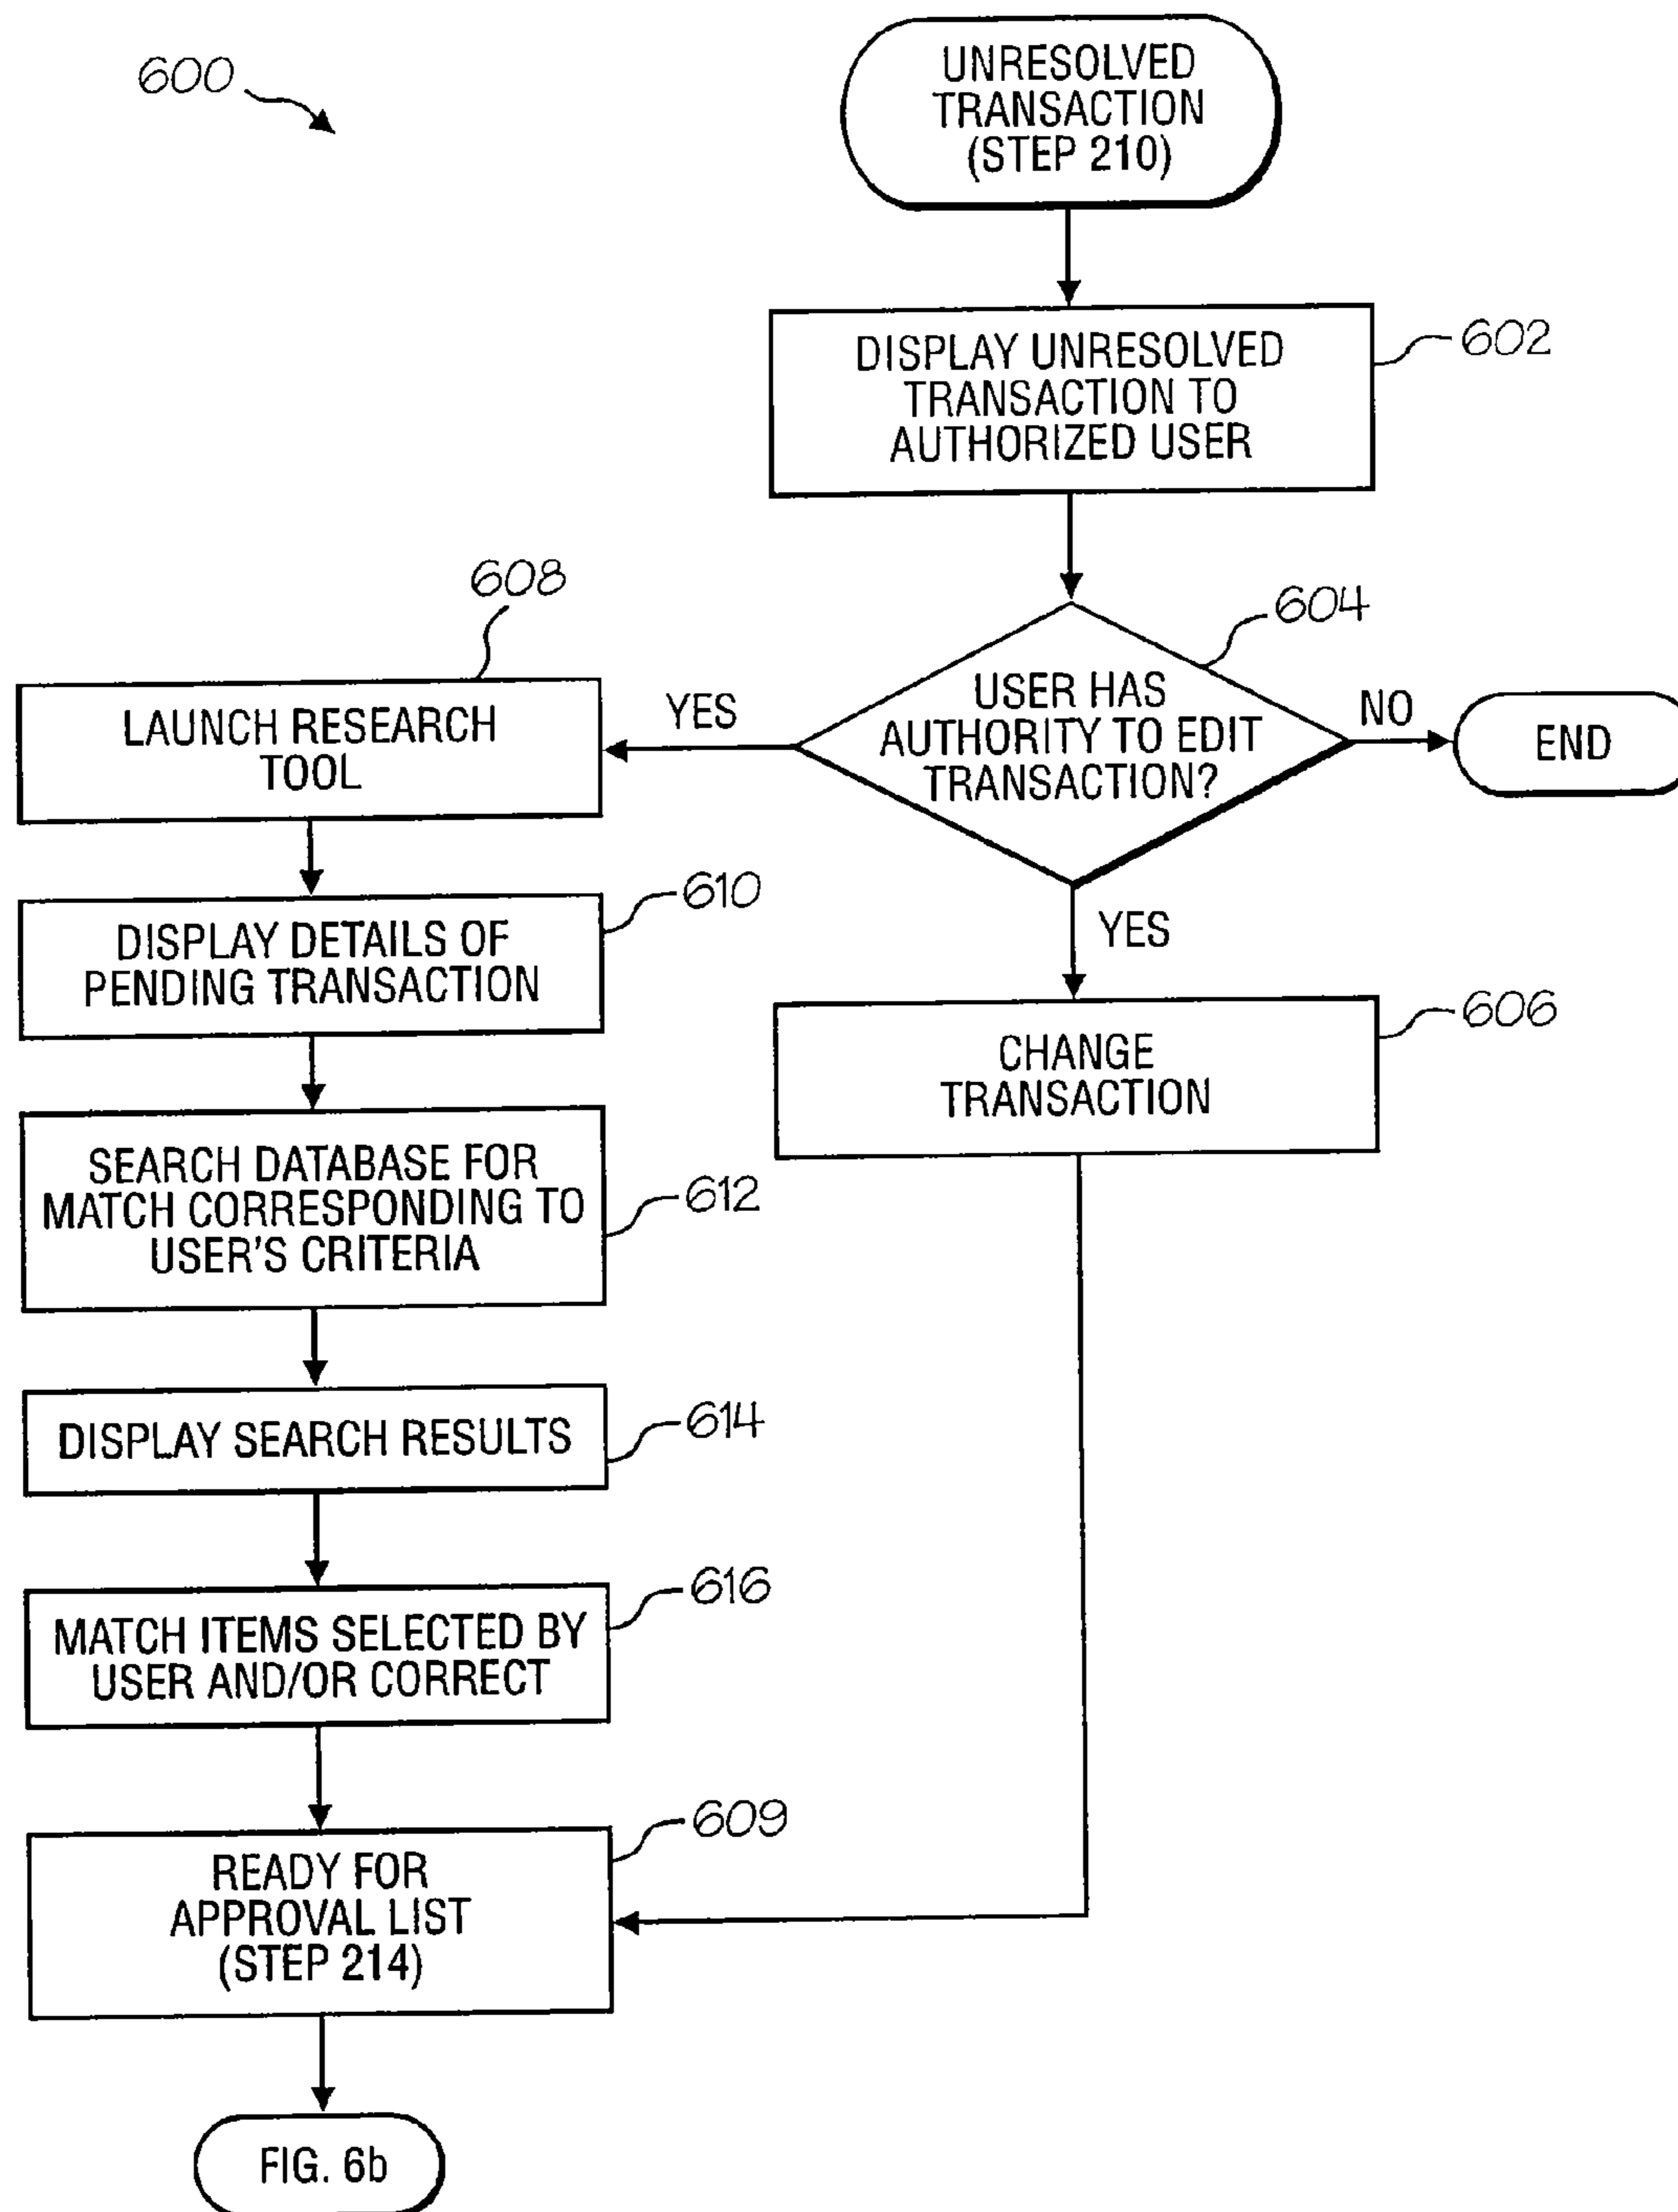 600
UNRESOLVED
TRANSACTION
(STEP 210)
DISPLAY UNRESOLVED
TRANSACTION TO
AUTHORIZED USER
602
604
USER HAS
AUTHORITY TO EDIT
TRANSACTION?
NO
END
YES
608
LAUNCH RESEARCH
TOOL
YES
CHANGE
TRANSACTION
606
610
DISPLAY DETAILS OF
PENDING TRANSACTION
SEARCH DATABASE FOR
MATCH CORRESPONDING TO
USER'S CRITERIA
612
DISPLAY SEARCH RESULTS
614
616
MATCH ITEMS SELECTED BY
USER AND/OR CORRECT
609
READY FOR
APPROVAL LIST
(STEP 214)
FIG. 6b